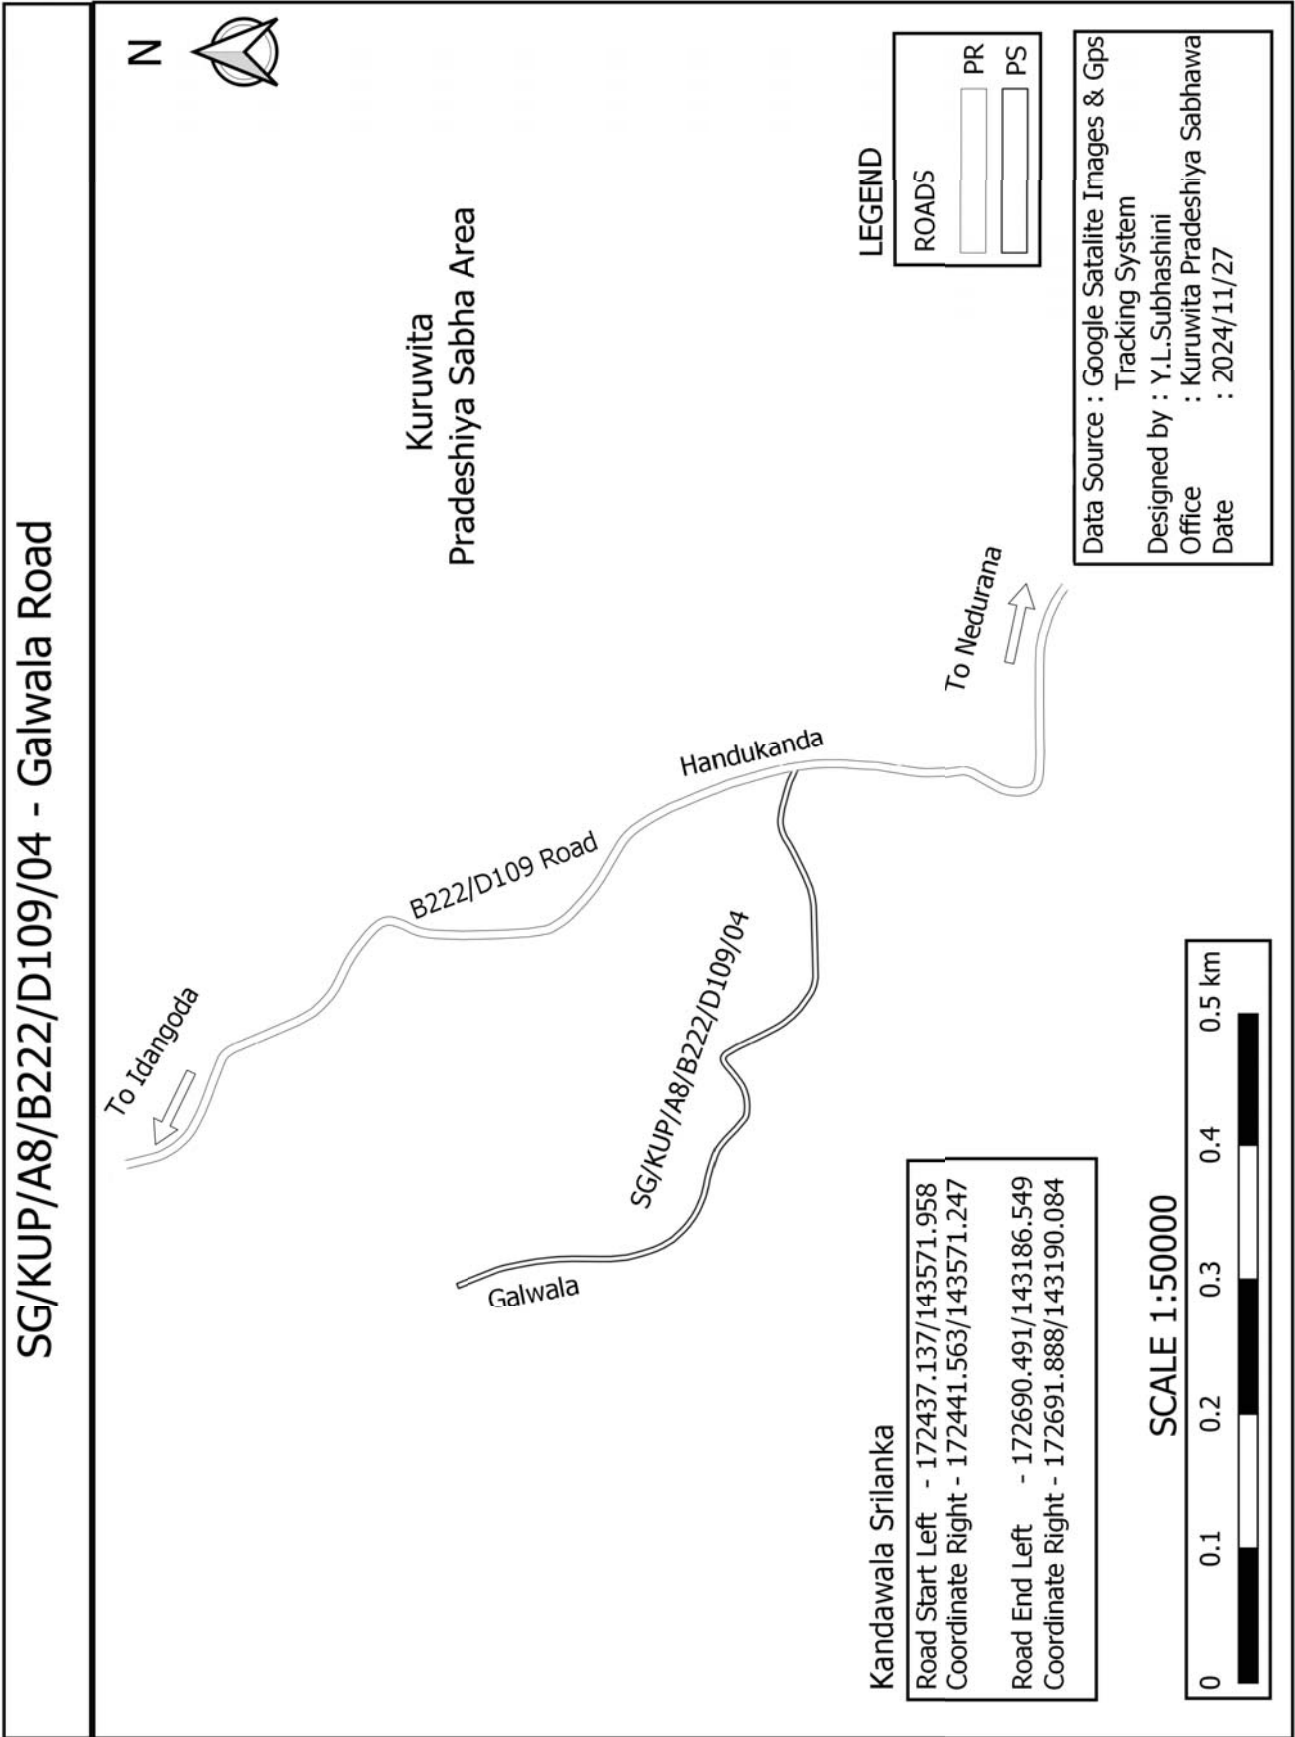 SG/KUP/A8/B222/D109/04 - Galwala Road
N
To Idangoda
Kuruwita
Pradeshiya Sabha Area
B222/D109 Road
Handukanda
SG/KUP/A8/B222/D109/04
Galwala
To Nedurana
LEGEND
ROADS
PR
PS
Kandawala Srilanka
Road Start Left - 172437.137/143571.958
Coordinate Right - 172441.563/143571.247
Road End Left - 172690.491/143186.549
Coordinate Right - 172691.888/143190.084
SCALE 1:50000
0 0.1 0.2 0.3 0.4 0.5 km
Data Source : Google Satalite Images & Gps
Tracking System
Designed by : Y.L.Subhashini
Office : Kuruwita Pradeshiya Sabhawa
Date : 2024/11/27